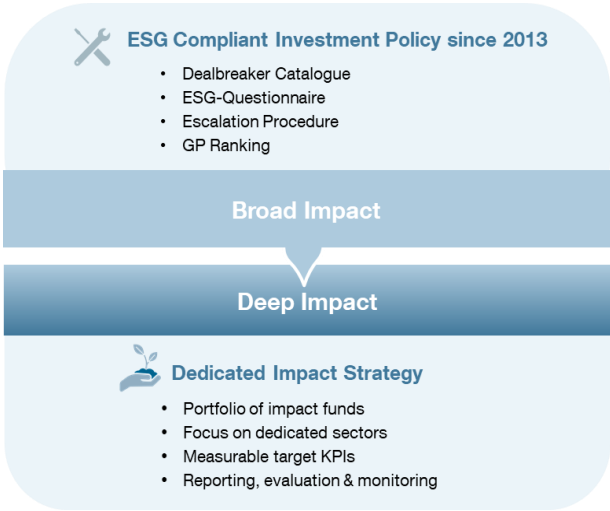 ESG Compliant Investment Policy since 2013
• Dealbreaker Catalogue
• ESG-Questionnaire
• Escalation Procedure
• GP Ranking
Broad Impact
Deep Impact
Dedicated Impact Strategy
• Portfolio of impact funds
• Focus on dedicated sectors
• Measurable target KPIs
• Reporting, evaluation & monitoring